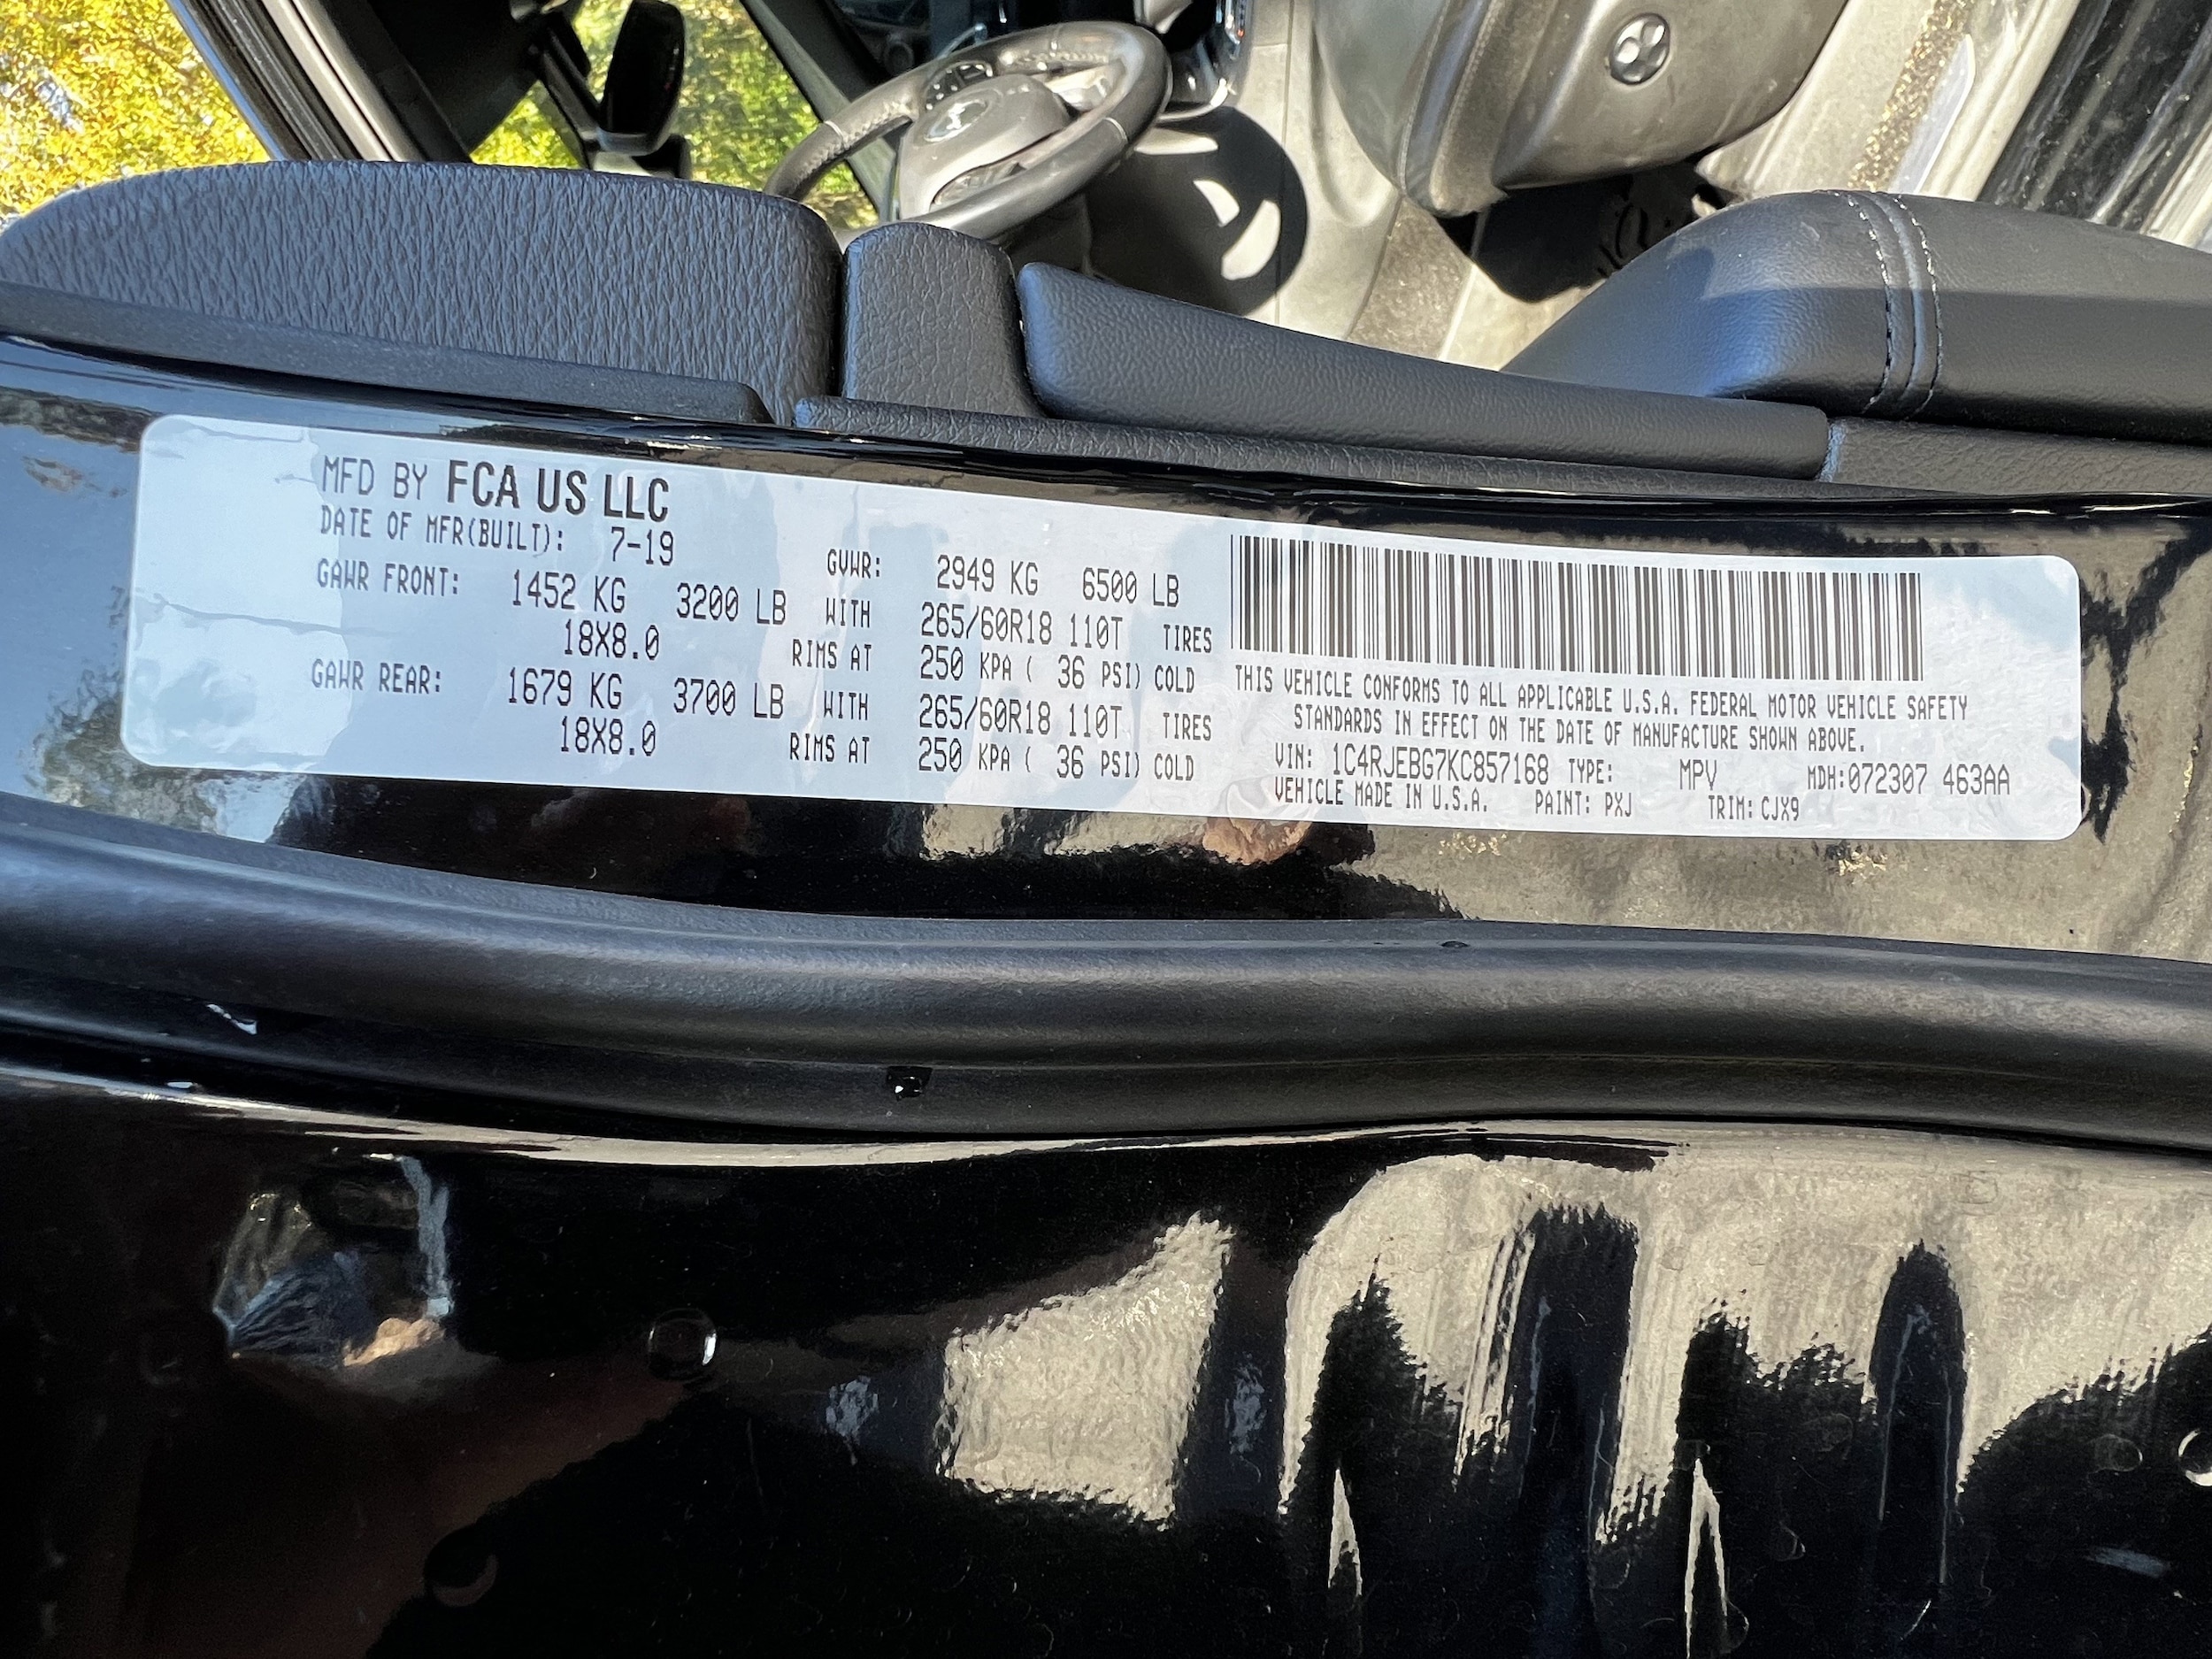 MFD BY FCA US LLC
DATE OF MFR(BUILT): 7-19
GVWR: 2949 KG 6500 LB
GAWR FRONT: 1452 KG 3200 LB WITH 265/60R18 110T TIRES
18X8.0 RIMS AT 250 KPA ( 36 PSI) COLD
GAWR REAR: 1679 KG 3700 LB WITH 265/60R18 110T TIRES
18X8.0 RIMS AT 250 KPA ( 36 PSI) COLD
THIS VEHICLE CONFORMS TO ALL APPLICABLE U.S.A. FEDERAL MOTOR VEHICLE SAFETY
STANDARDS IN EFFECT ON THE DATE OF MANUFACTURE SHOWN ABOVE.
VIN: 1C4RJEBG7KC857168 TYPE: MPV MDH:072307 463AA
VEHICLE MADE IN U.S.A. PAINT: PXJ TRIM: CJX9